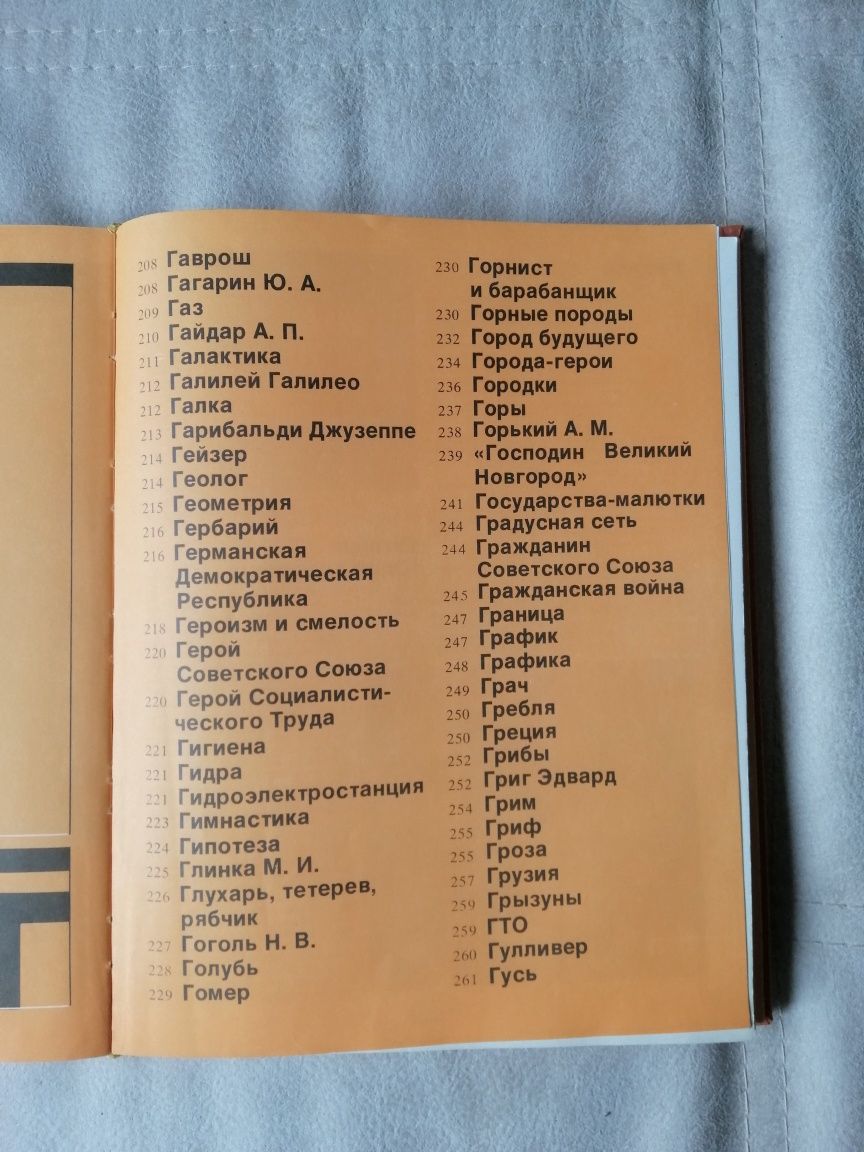 208 Гаврош
208 Гагарин Ю. А.
209 Газ
210 Гайдар А. П.
211 Галактика
212 Галилей Галилео
212 Галка
213 Гарибальди Джузеппе
214 Гейзер
214 Геолог
215 Геометрия
216 Гербарий
216 Германская
Демократическая
Республика
218 Героизм и смелость
220 Герой
Советского Союза
220 Герой Социалисти-
ческого Труда
221 Гигиена
221 Гидра
221 Гидроэлектростанция
223 Гимнастика
224 Гипотеза
225 Глинка М. И.
226 Глухарь, тетерев,
рябчик
227 Гоголь Н. В.
228 Голубь
229 Гомер
230 Горнист
и барабанщик
230 Горные породы
232 Город будущего
234 Города-герои
236 Городки
237 Горы
238 Горький А. М.
239 «Господин Великий
Новгород»
241 Государства-малютки
244 Градусная сеть
244 Гражданин
Советского Союза
245 Гражданская война
247 Граница
247 График
248 Графика
249 Грач
250 Гребля
250 Греция
252 Грибы
252 Григ Эдвард
254 Грим
255 Гриф
255 Гроза
257 Грузия
259 Грызуны
259 ГТО
260 Гулливер
261 Гусь